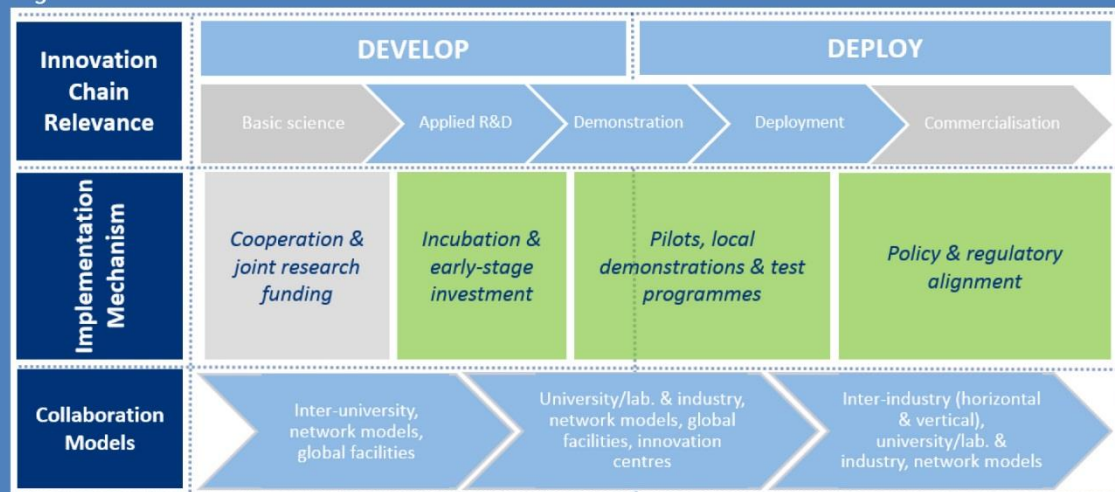 Innovation
Chain
Relevance
DEVELOP
DEPLOY
Basic science
Applied R&D
Demonstration
Deployment
Commercialisation
Implementation
Mechanism
Cooperation &
joint research
funding
Incubation &
early-stage
investment
Pilots, local
demonstrations & test
programmes
Policy & regulatory
alignment
Collaboration
Models
Inter-university,
network models,
global facilities
University/lab. & industry,
network models, global
facilities, innovation
centres
Inter-industry (horizontal
& vertical),
university/lab. &
industry, network models